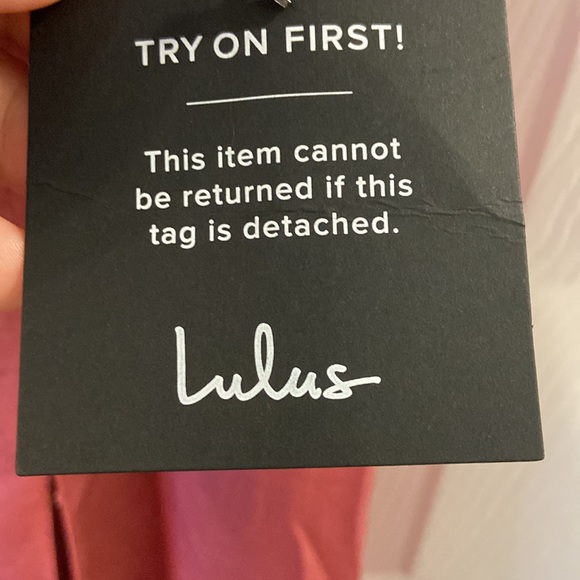 TRY ON FIRST!
This item cannot
be returned if this
tag is detached.
Lulus